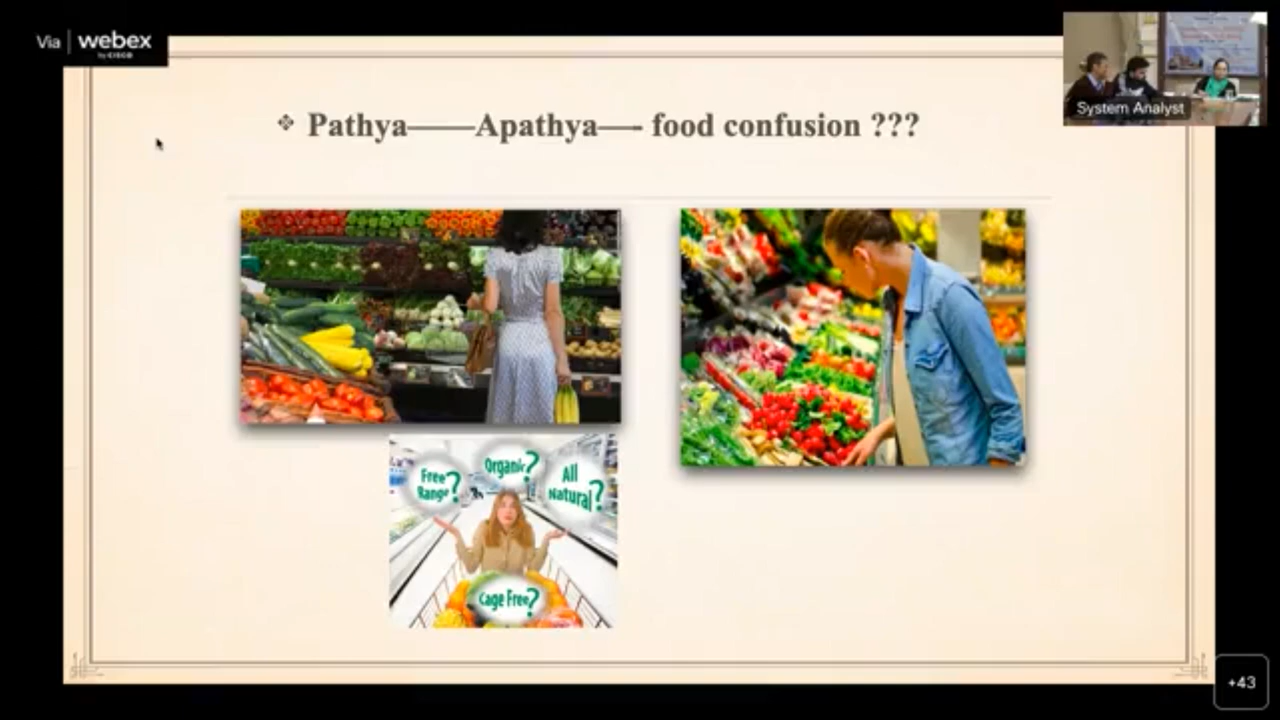 Via | webex
by CISCO
System Analyst
❖ Pathya——Apathya—- food confusion ???
Free Range?
Organic?
All Natural?
Cage Free?
+43